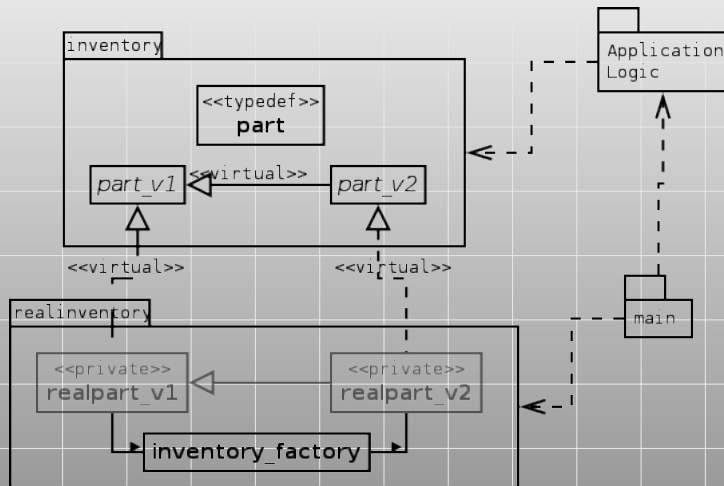 inventory
Application
Logic
<<typedef>>
part
part_v1
<<virtual>>
part_v2
<<virtual>>
<<virtual>>
realinventory
main
<<private>>
realpart_v1
<<private>>
realpart_v2
inventory_factory